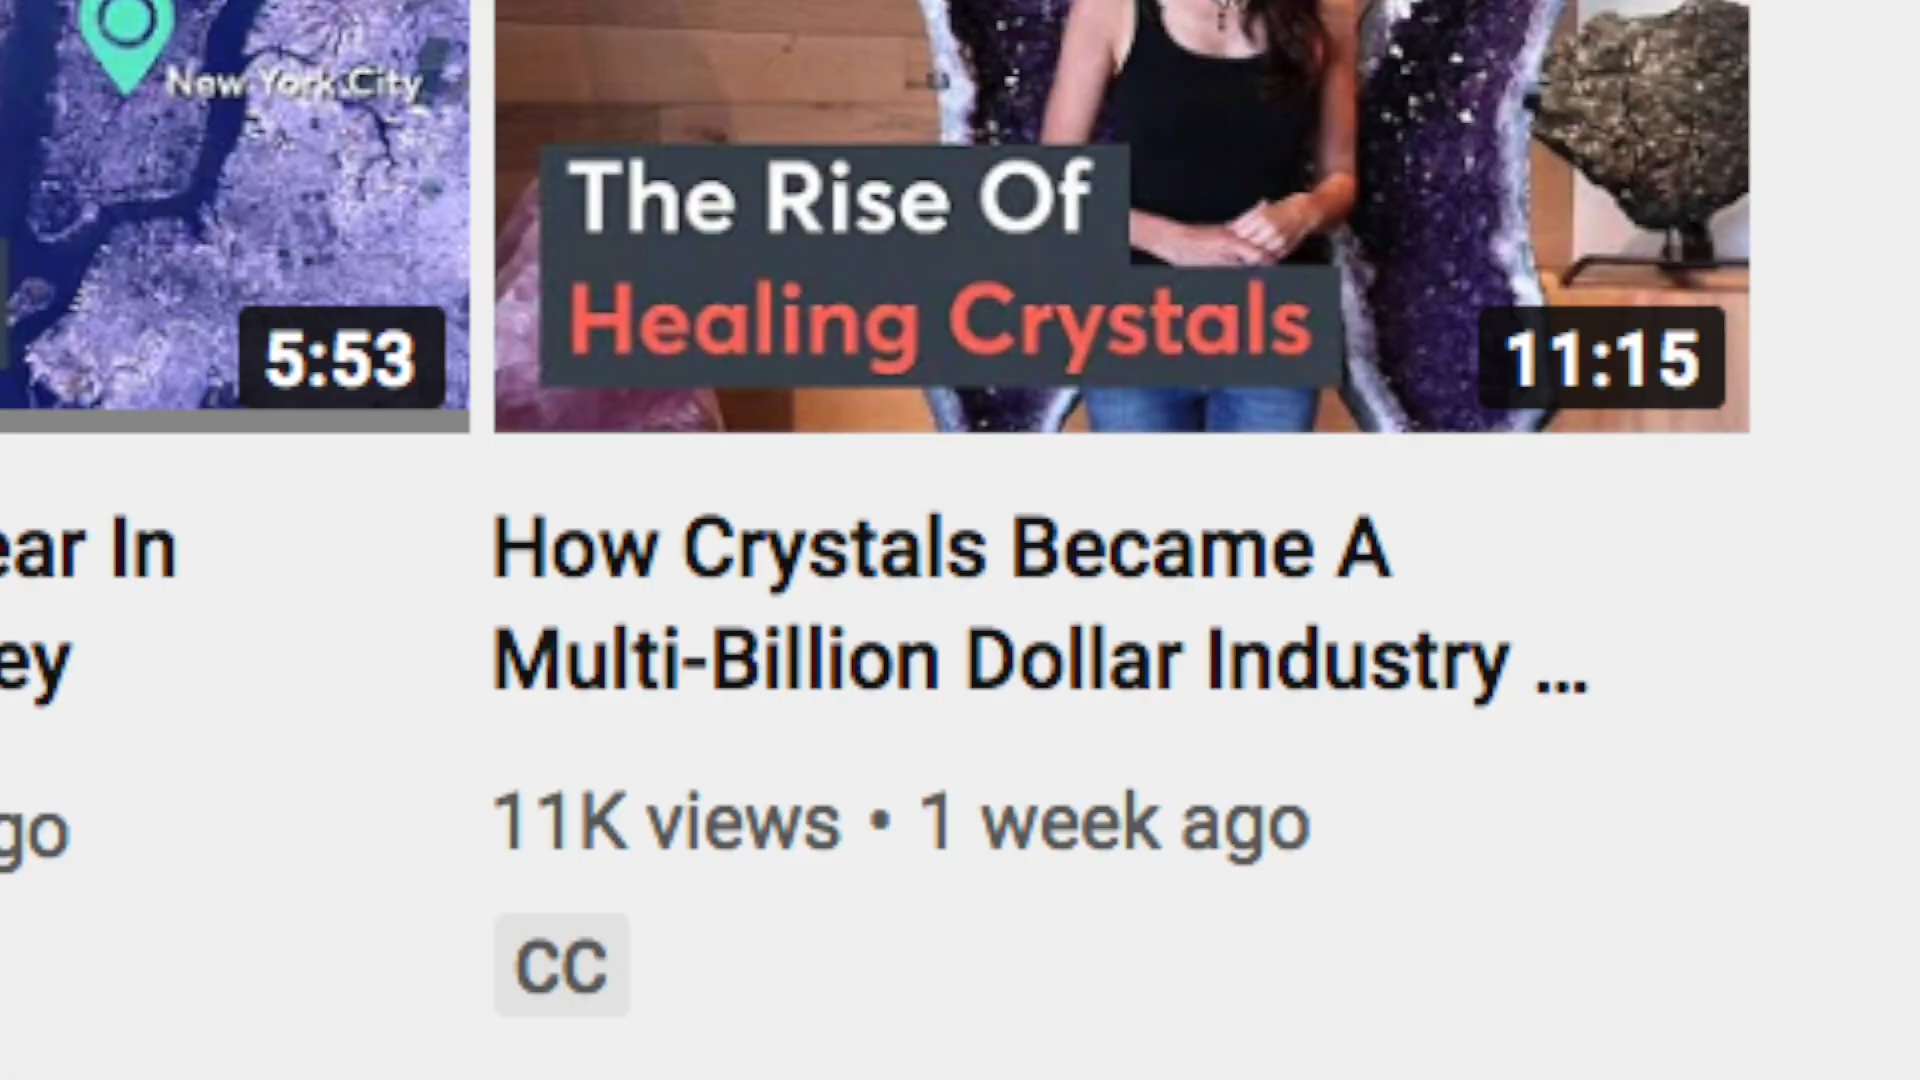 New York City
5:53
The Rise Of
Healing Crystals
11:15
ear In
ey
go
How Crystals Became A
Multi-Billion Dollar Industry ...
11K views • 1 week ago
CC